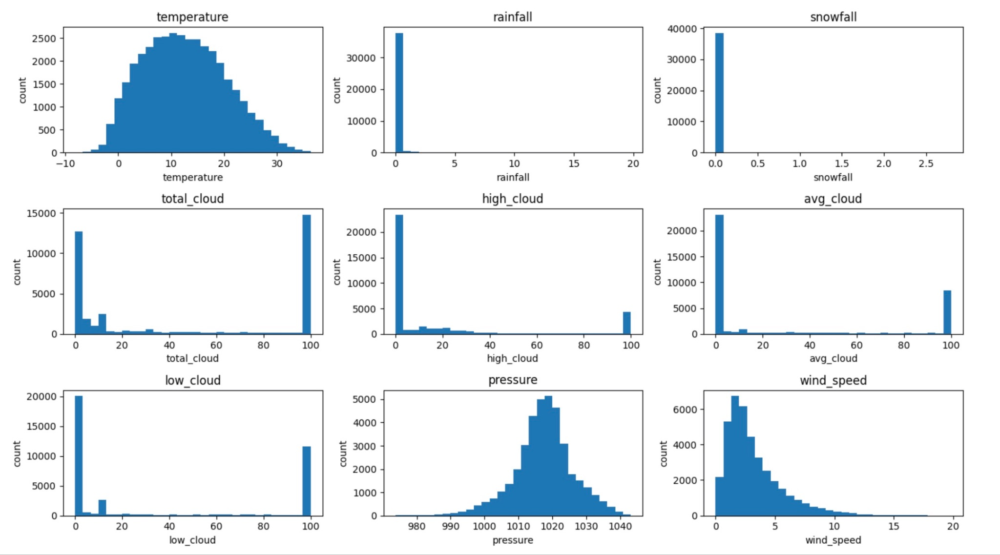 temperature
rainfall
snowfall
count
2500
2000
1500
1000
500
0
−10 0 10 20 30
temperature
count
30000
20000
10000
0
0 5 10 15 20
rainfall
count
40000
30000
20000
10000
0
0.0 0.5 1.0 1.5 2.0 2.5
snowfall
total_cloud
high_cloud
avg_cloud
count
15000
10000
5000
0
0 20 40 60 80 100
total_cloud
count
20000
15000
10000
5000
0
0 20 40 60 80 100
high_cloud
count
20000
15000
10000
5000
0
0 20 40 60 80 100
avg_cloud
low_cloud
pressure
wind_speed
count
20000
15000
10000
5000
0
0 20 40 60 80 100
low_cloud
count
5000
4000
3000
2000
1000
0
980 990 1000 1010 1020 1030 1040
pressure
count
6000
4000
2000
0
0 5 10 15 20
wind_speed